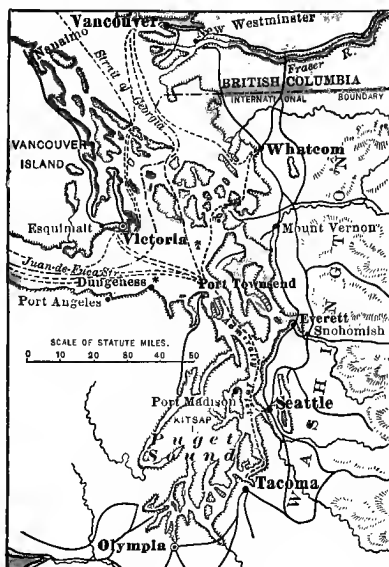 Vancouver
New Westminster
Nanaimo
Fraser R.
Strait of Georgia
BRITISH COLUMBIA
INTERNATIONAL BOUNDARY
VANCOUVER
ISLAND
Whatcom
Esquimalt
Victoria
Mount Vernon
Juan-de-Fuca Str.
Dungeness
Port Townsend
Port Angeles
Everett
Snohomish
SCALE OF STATUTE MILES.
0 10 20 30 40 50
Port Madison
Seattle
KITSAP
Puget
Sound
WASHINGTON
Tacoma
Olympia